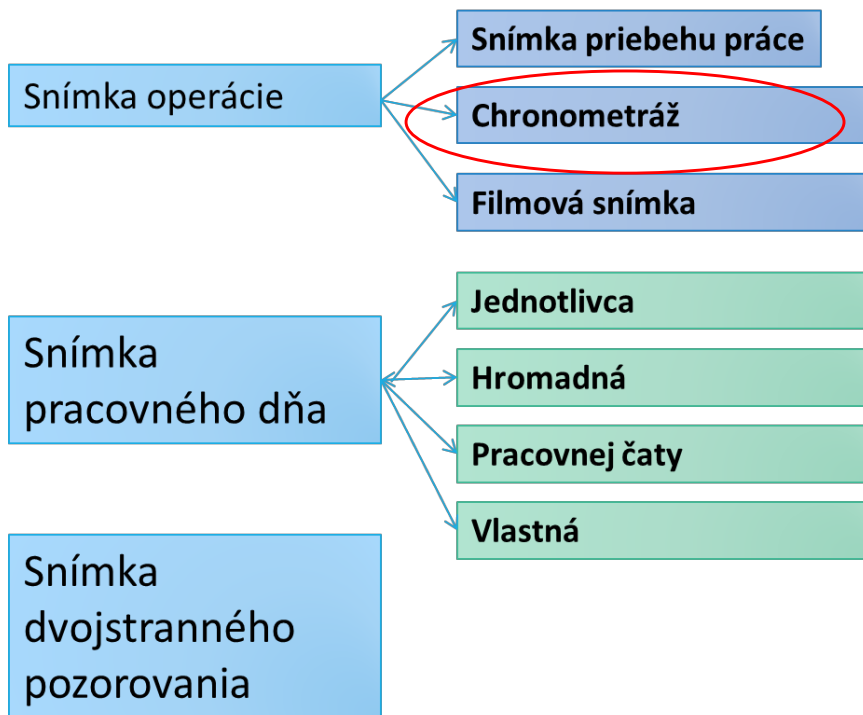 Snímka operácie
Snímka priebehu práce
Chronometráž
Filmová snímka
Snímka
pracovného dňa
Jednotlivca
Hromadná
Pracovnej čaty
Vlastná
Snímka
dvojstranného
pozorovania